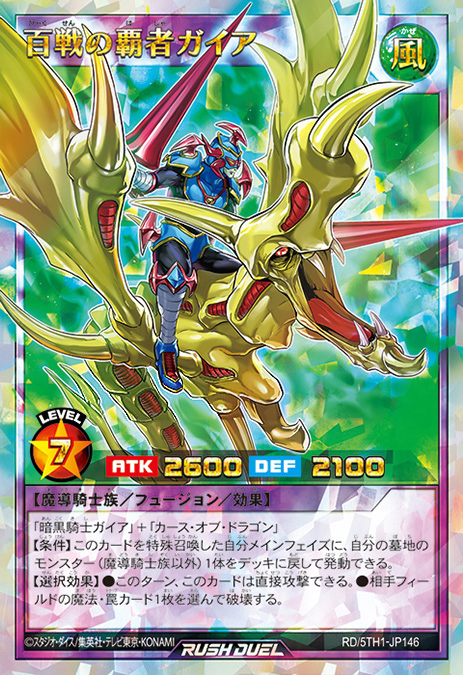 百戦の覇者ガイア
風
LEVEL
7
ATK 2600 DEF 2100
【魔導騎士族/フュージョン/効果】
「暗黒騎士ガイア」+「カース・オブ・ドラゴン」
【条件】このカードを特殊召喚した自分メインフェイズに、自分の墓地の
モンスター(魔導騎士族以外)1体をデッキに戻して発動できる。
【選択効果】●このターン、このカードは直接攻撃できる。●相手フィー
ルドの魔法・罠カード1枚を選んで破壊する。
©スタジオ・ダイス/集英社・テレビ東京・KONAMI
RUSH DUEL
RD/5TH1-JP146